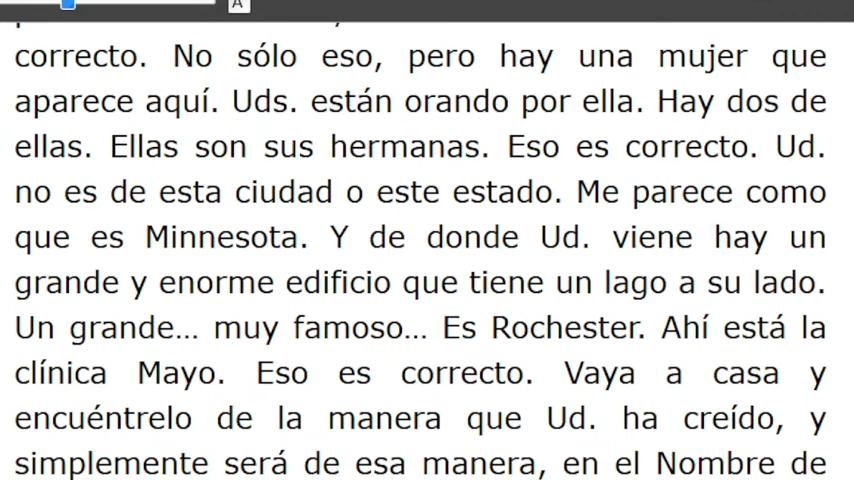 A
correcto. No sólo eso, pero hay una mujer que
aparece aquí. Uds. están orando por ella. Hay dos de
ellas. Ellas son sus hermanas. Eso es correcto. Ud.
no es de esta ciudad o este estado. Me parece como
que es Minnesota. Y de donde Ud. viene hay un
grande y enorme edificio que tiene un lago a su lado.
Un grande... muy famoso... Es Rochester. Ahí está la
clínica Mayo. Eso es correcto. Vaya a casa y
encuéntrelo de la manera que Ud. ha creído, y
simplemente será de esa manera, en el Nombre de